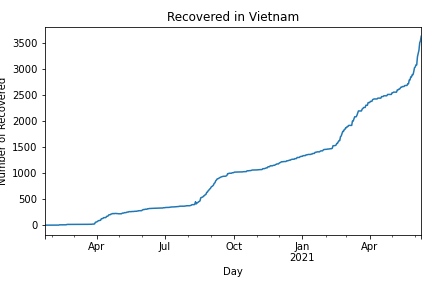 Recovered in Vietnam
Number of Recovered
3500
3000
2500
2000
1500
1000
500
0
Apr
Jul
Oct
Jan
2021
Apr
Day